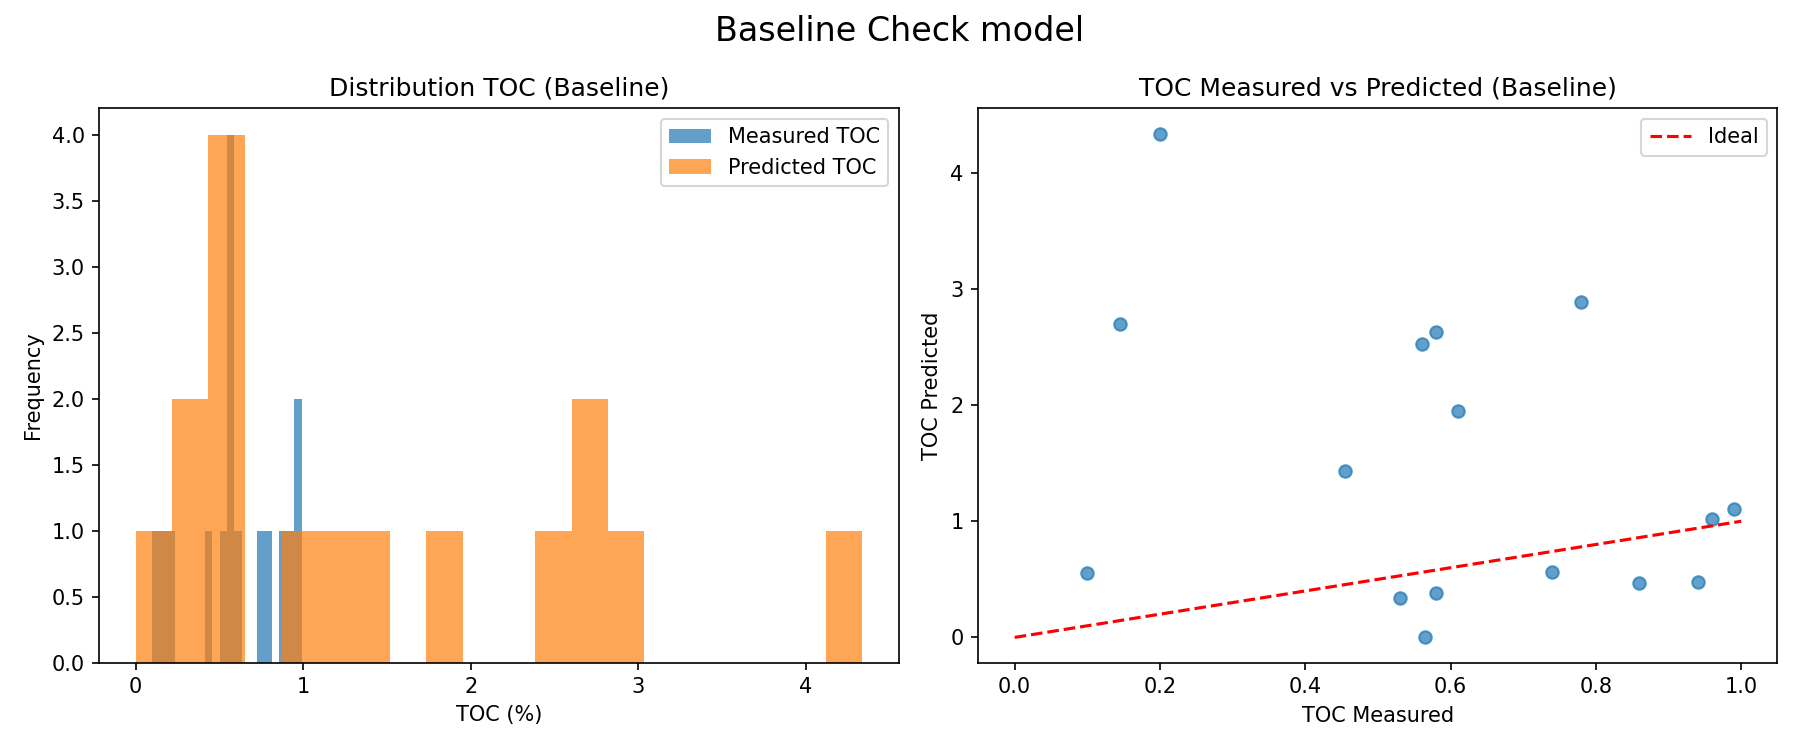 Baseline Check model
Distribution TOC (Baseline)
Frequency
4.0
3.5
3.0
2.5
2.0
1.5
1.0
0.5
0.0
Measured TOC
Predicted TOC
0 1 2 3 4
TOC (%)
TOC Measured vs Predicted (Baseline)
TOC Predicted
4
3
2
1
0
Ideal
0.0 0.2 0.4 0.6 0.8 1.0
TOC Measured